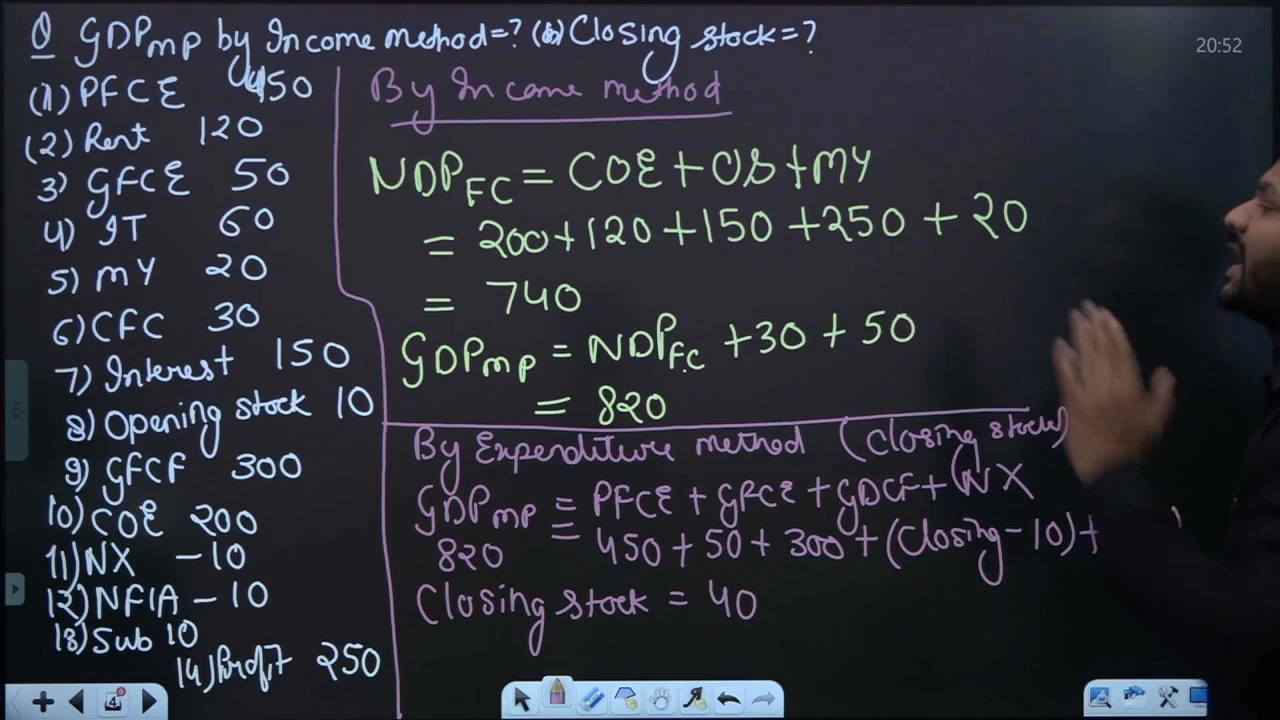 Q GDPMP by Income method=? (b) Closing stock=?
20:52
(1) PFCE 450
(2) Rent 120
3) GFCE 50
4) IT 60
5) MY 20
6) CFC 30
7) Interest 150
8) Opening stock 10
9) GFCF 300
10) COE 200
11) NX -10
12) NFIA -10
13) Sub 10
14) Profit 250
By Income method
NDPFC = COE + OS + MY
= 200+120+150+250+20
= 740
GDPMP = NDPFC +30+50
= 820
By Expenditure method (Closing stock)
GDPMP = PFCE + GFCE + GDCF + NX
820 = 450+50+300+(Closing-10)+
Closing stock = 40
4